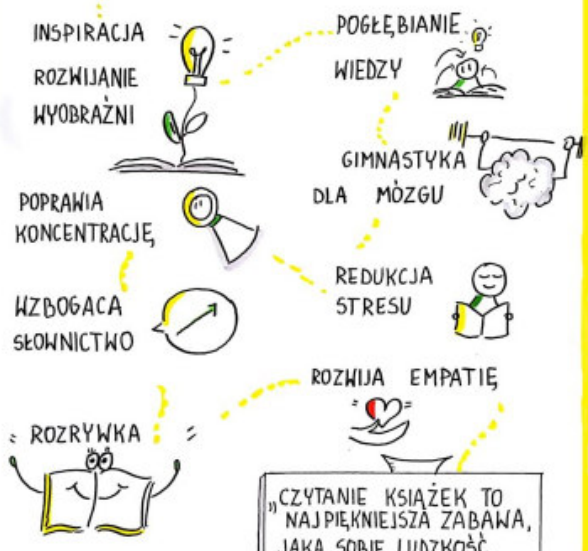 INSPIRACJA
ROZWIJANIE
WYOBRAŹNI
POGŁĘBIANIE
WIEDZY
GIMNASTYKA
DLA MÓZGU
REDUKCJA
STRESU
POPRAWIA
KONCENTRACJĘ
WZBOGACA
SŁOWNICTWO
ROZRYWKA
ROZWIJA EMPATIĘ
„CZYTANIE KSIĄŻEK TO
NAJPIĘKNIEJSZA ZABAWA,
JAKĄ SOBIE LUDZKOŚĆ